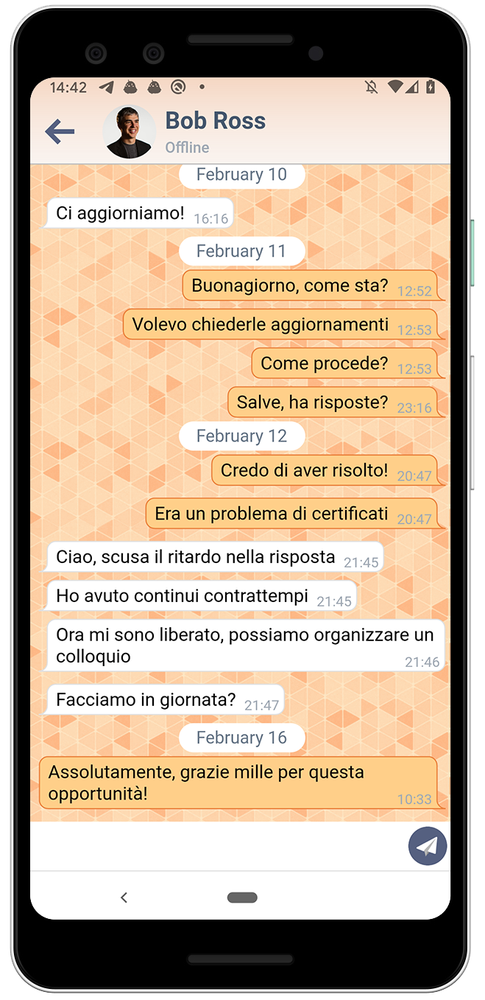 14:42
Bob Ross
Offline
February 10
Ci aggiorniamo! 16:16
February 11
Buonagiorno, come sta? 12:52
Volevo chiederle aggiornamenti 12:53
Come procede? 12:53
Salve, ha risposte? 23:16
February 12
Credo di aver risolto! 20:47
Era un problema di certificati 20:47
Ciao, scusa il ritardo nella risposta 21:45
Ho avuto continui contrattempi 21:45
Ora mi sono liberato, possiamo organizzare un
colloquio 21:46
Facciamo in giornata? 21:47
February 16
Assolutamente, grazie mille per questa
opportunità! 10:33